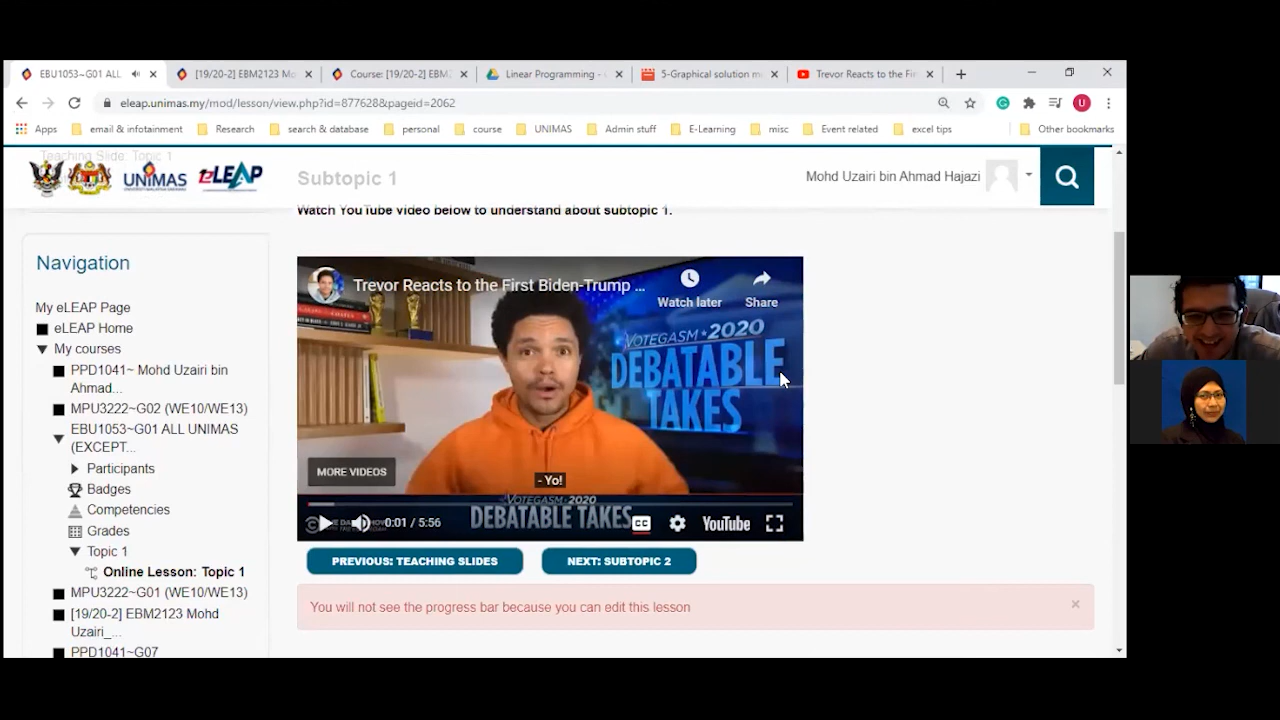 EBU1053~G01 ALL
[19/20-2] EBM2123 Mo
Course: [19/20-2] EBM
Linear Programming -
5-Graphical solution m
Trevor Reacts to the Fir
eleap.unimas.my/mod/lesson/view.php?id=877628&pageid=2062
U
Apps
email & infotainment
Research
search & database
personal
course
UNIMAS
Admin stuff
E-Learning
misc
Event related
excel tips
Other bookmarks
Teaching Slide: Topic 1
UNIMAS
eLEAP
Subtopic 1
Mohd Uzairi bin Ahmad Hajazi
Watch YouTube video below to understand about subtopic 1.
Navigation
My eLEAP Page
eLEAP Home
My courses
PPD1041~ Mohd Uzairi bin
Ahmad...
MPU3222~G02 (WE10/WE13)
EBU1053~G01 ALL UNIMAS
(EXCEPT...
Participants
Badges
Competencies
Grades
Topic 1
Online Lesson: Topic 1
MPU3222~G01 (WE10/WE13)
[19/20-2] EBM2123 Mohd
Uzairi_...
PPD1041~G07
Trevor Reacts to the First Biden-Trump ...
Watch later
Share
VOTEGASM★2020
DEBATABLE
TAKES
MORE VIDEOS
- Yo!
VOTEGASM 2020
DEBATABLE TAKES
0:01 / 5:56
CC
YouTube
PREVIOUS: TEACHING SLIDES
NEXT: SUBTOPIC 2
You will not see the progress bar because you can edit this lesson